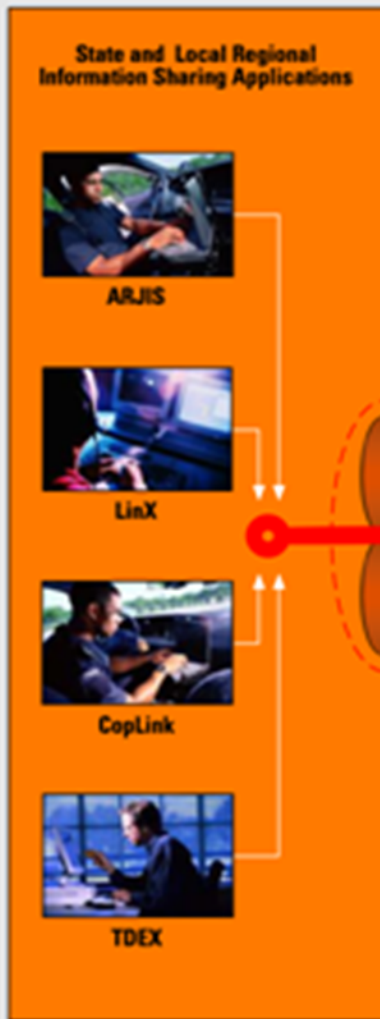 State and Local Regional
Information Sharing Applications
ARJIS
LinX
CopLink
TDEX